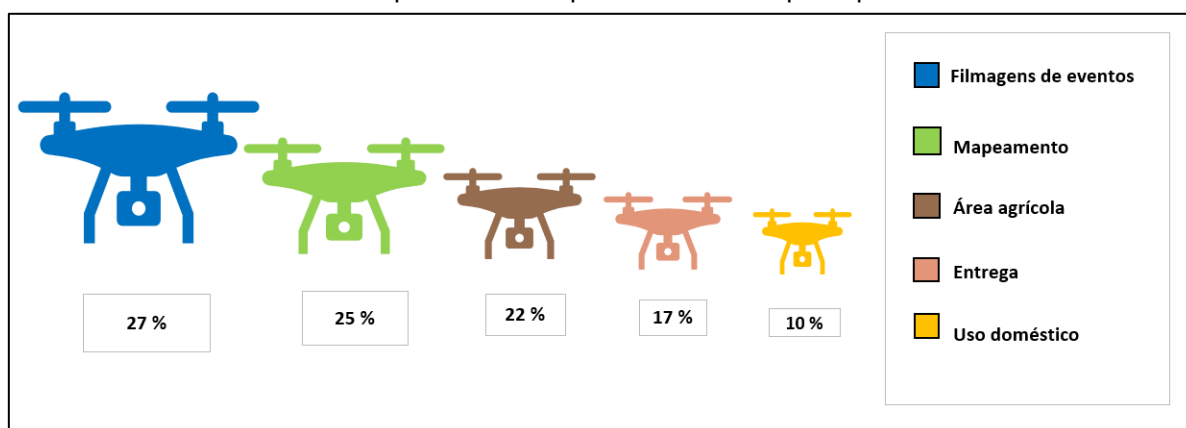 27 %
25 %
22 %
17 %
10 %
Filmagens de eventos
Mapeamento
Área agrícola
Entrega
Uso doméstico